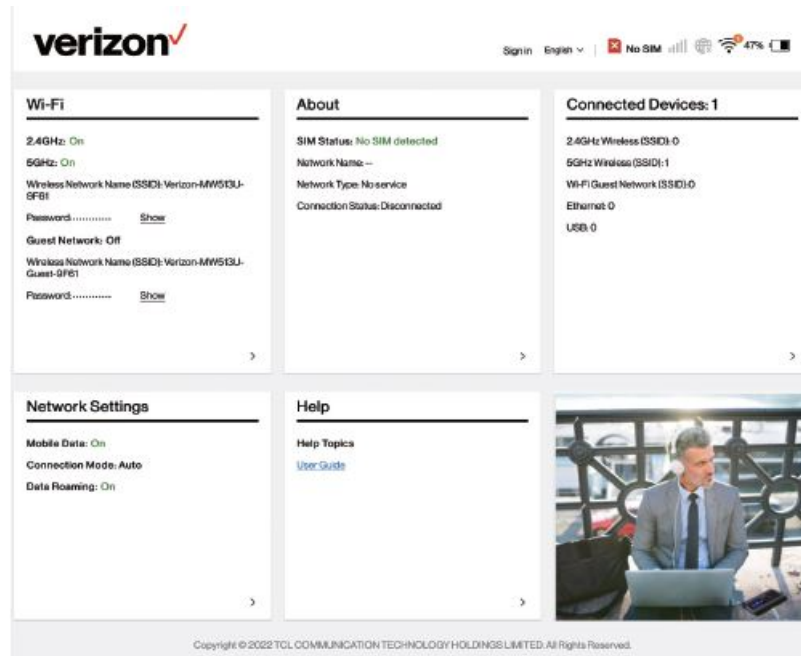 verizon
Sign in English No SIM 47%
Wi-Fi
2.4GHz: On
5GHz: On
Wireless Network Name (SSID): Verizon-MW513U-
9F61
Password: ············ Show
Guest Network: Off
Wireless Network Name (SSID): Verizon-MW513U-
Guest-9F61
Password: ············ Show
About
SIM Status: No SIM detected
Network Name: --
Network Type: No service
Connection Status: Disconnected
Connected Devices: 1
2.4GHz Wireless (SSID): 0
5GHz Wireless (SSID): 1
Wi-Fi Guest Network (SSID): 0
Ethernet: 0
USB: 0
Network Settings
Mobile Data: On
Connection Mode: Auto
Data Roaming: On
Help
Help Topics
User Guide
Copyright © 2022 TCL COMMUNICATION TECHNOLOGY HOLDINGS LIMITED. All Rights Reserved.